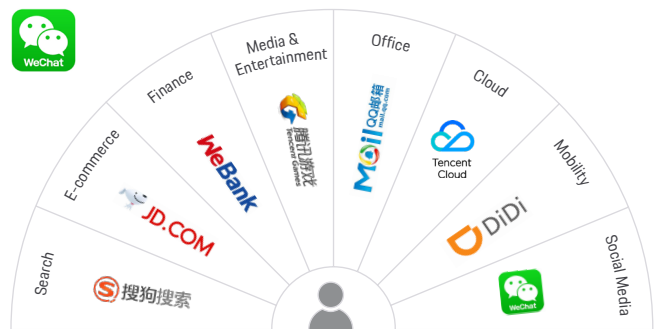 WeChat
Search
搜狗搜索
E-commerce
JD.COM
Finance
WeBank
Media &
Entertainment
腾讯游戏
Tencent Games
Office
Mail
QQ邮箱
mail.qq.com
Cloud
Tencent
Cloud
Mobility
DiDi
Social Media
WeChat